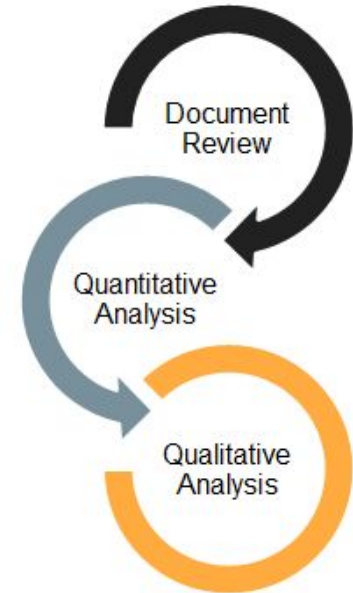 Document
Review
Quantitative
Analysis
Qualitative
Analysis